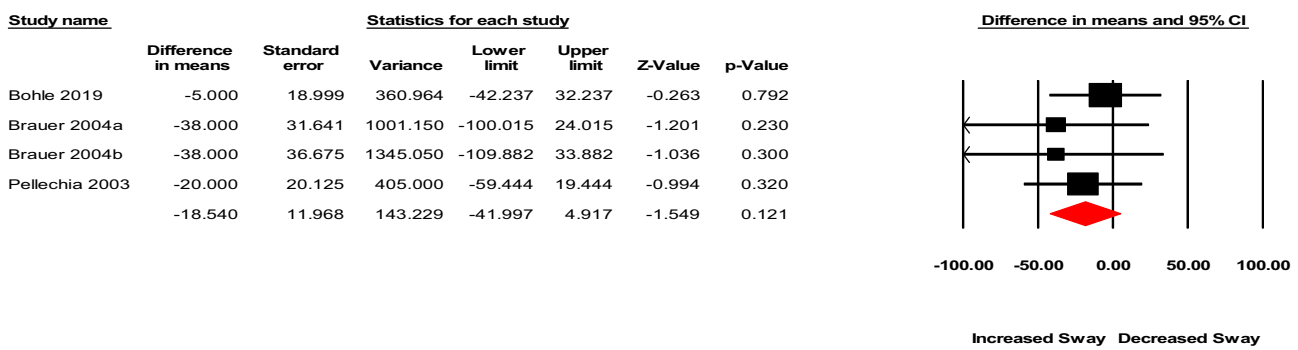 Study name Statistics for each study Difference in means and 95% CI
Difference in means Standard error Variance Lower limit Upper limit Z-Value p-Value
Bohle 2019 -5.000 18.999 360.964 -42.237 32.237 -0.263 0.792
Brauer 2004a -38.000 31.641 1001.150 -100.015 24.015 -1.201 0.230
Brauer 2004b -38.000 36.675 1345.050 -109.882 33.882 -1.036 0.300
Pellechia 2003 -20.000 20.125 405.000 -59.444 19.444 -0.994 0.320
-18.540 11.968 143.229 -41.997 4.917 -1.549 0.121
-100.00 -50.00 0.00 50.00 100.00
Increased Sway Decreased Sway